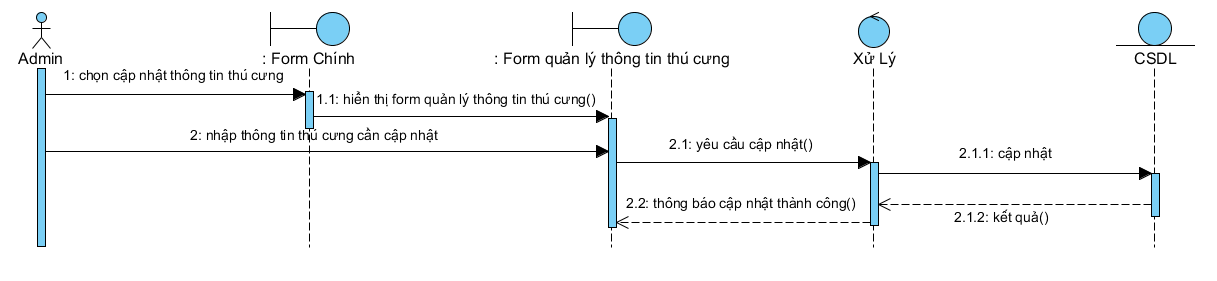 Admin
: Form Chính
: Form quản lý thông tin thú cưng
Xử Lý
CSDL
1: chọn cập nhật thông tin thú cưng
1.1: hiển thị form quản lý thông tin thú cưng()
2: nhập thông tin thú cưng cần cập nhật
2.1: yêu cầu cập nhật()
2.1.1: cập nhật
2.2: thông báo cập nhật thành công()
2.1.2: kết quả()